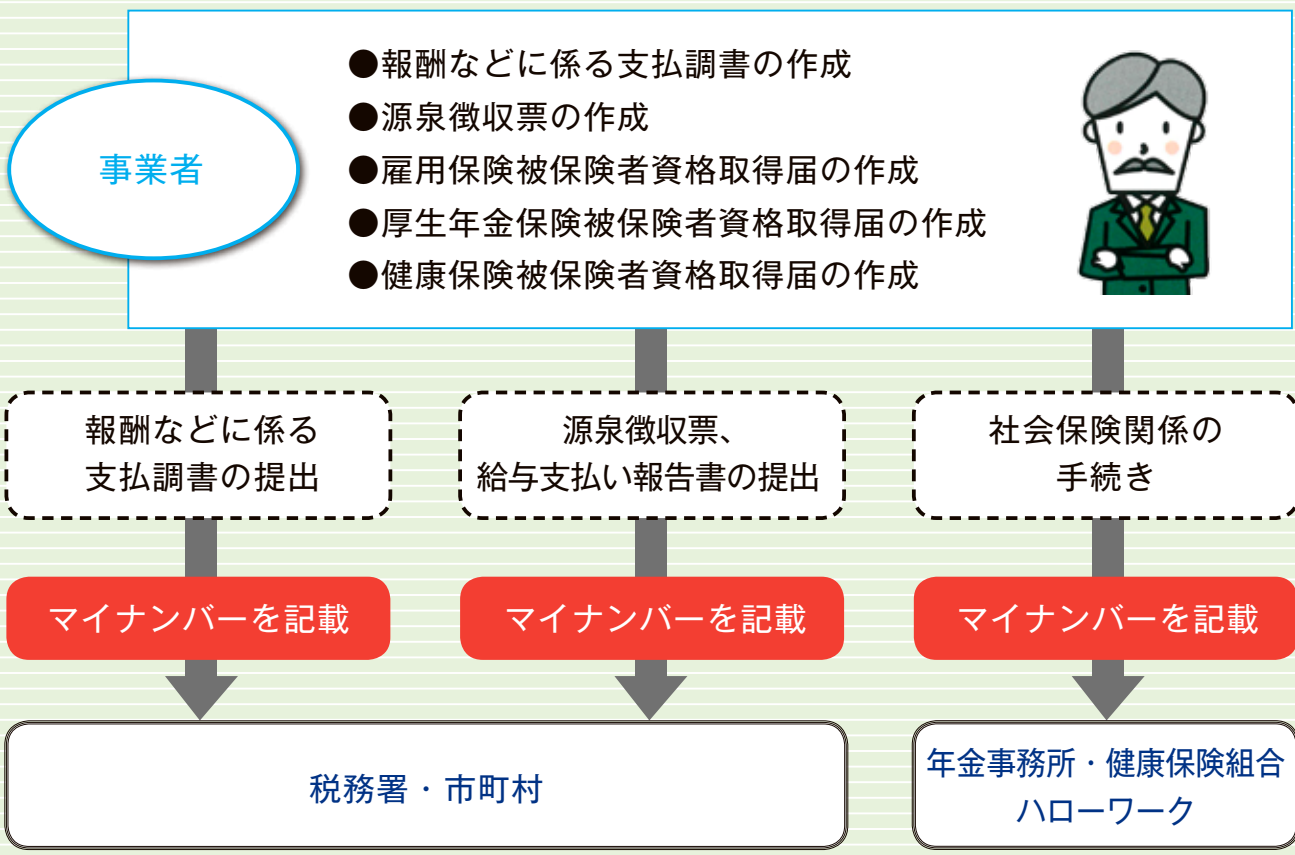 事業者
●報酬などに係る支払調書の作成
●源泉徴収票の作成
●雇用保険被保険者資格取得届の作成
●厚生年金保険被保険者資格取得届の作成
●健康保険被保険者資格取得届の作成
報酬などに係る
支払調書の提出
源泉徴収票、
給与支払い報告書の提出
社会保険関係の
手続き
マイナンバーを記載
マイナンバーを記載
マイナンバーを記載
税務署・市町村
年金事務所・健康保険組合
ハローワーク